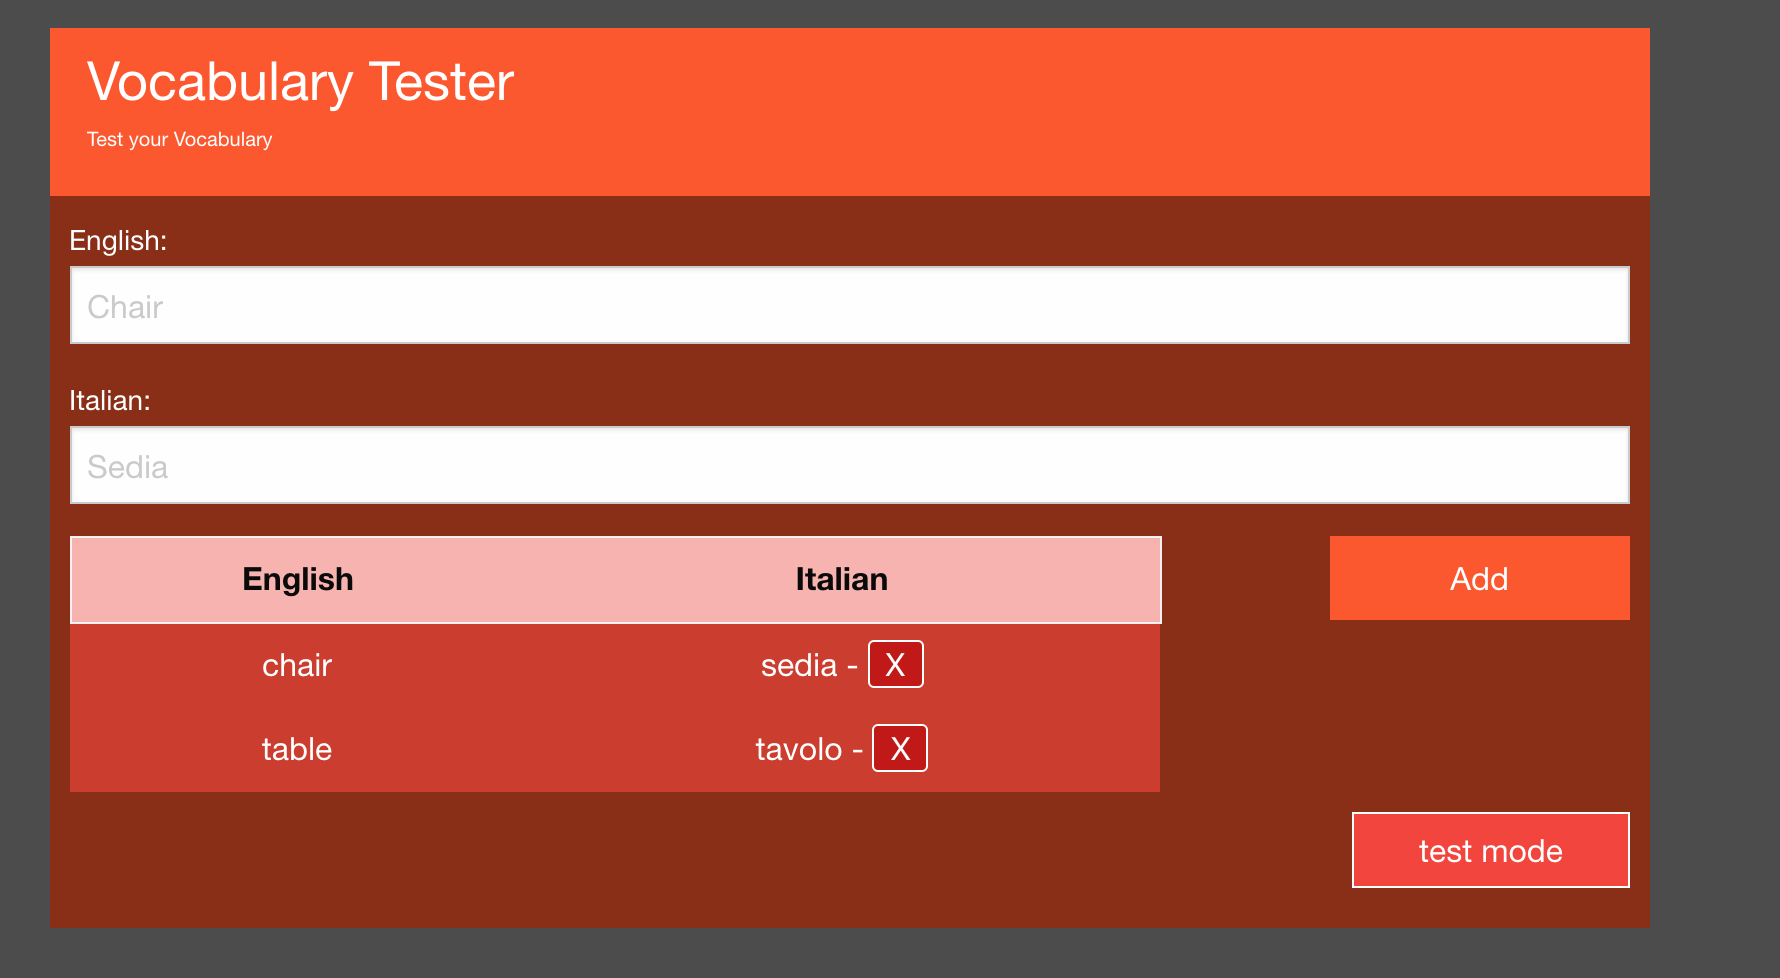 Vocabulary Tester
Test your Vocabulary
English:
Chair
Italian:
Sedia
English Italian
Add
chair sedia - X
table tavolo - X
test mode